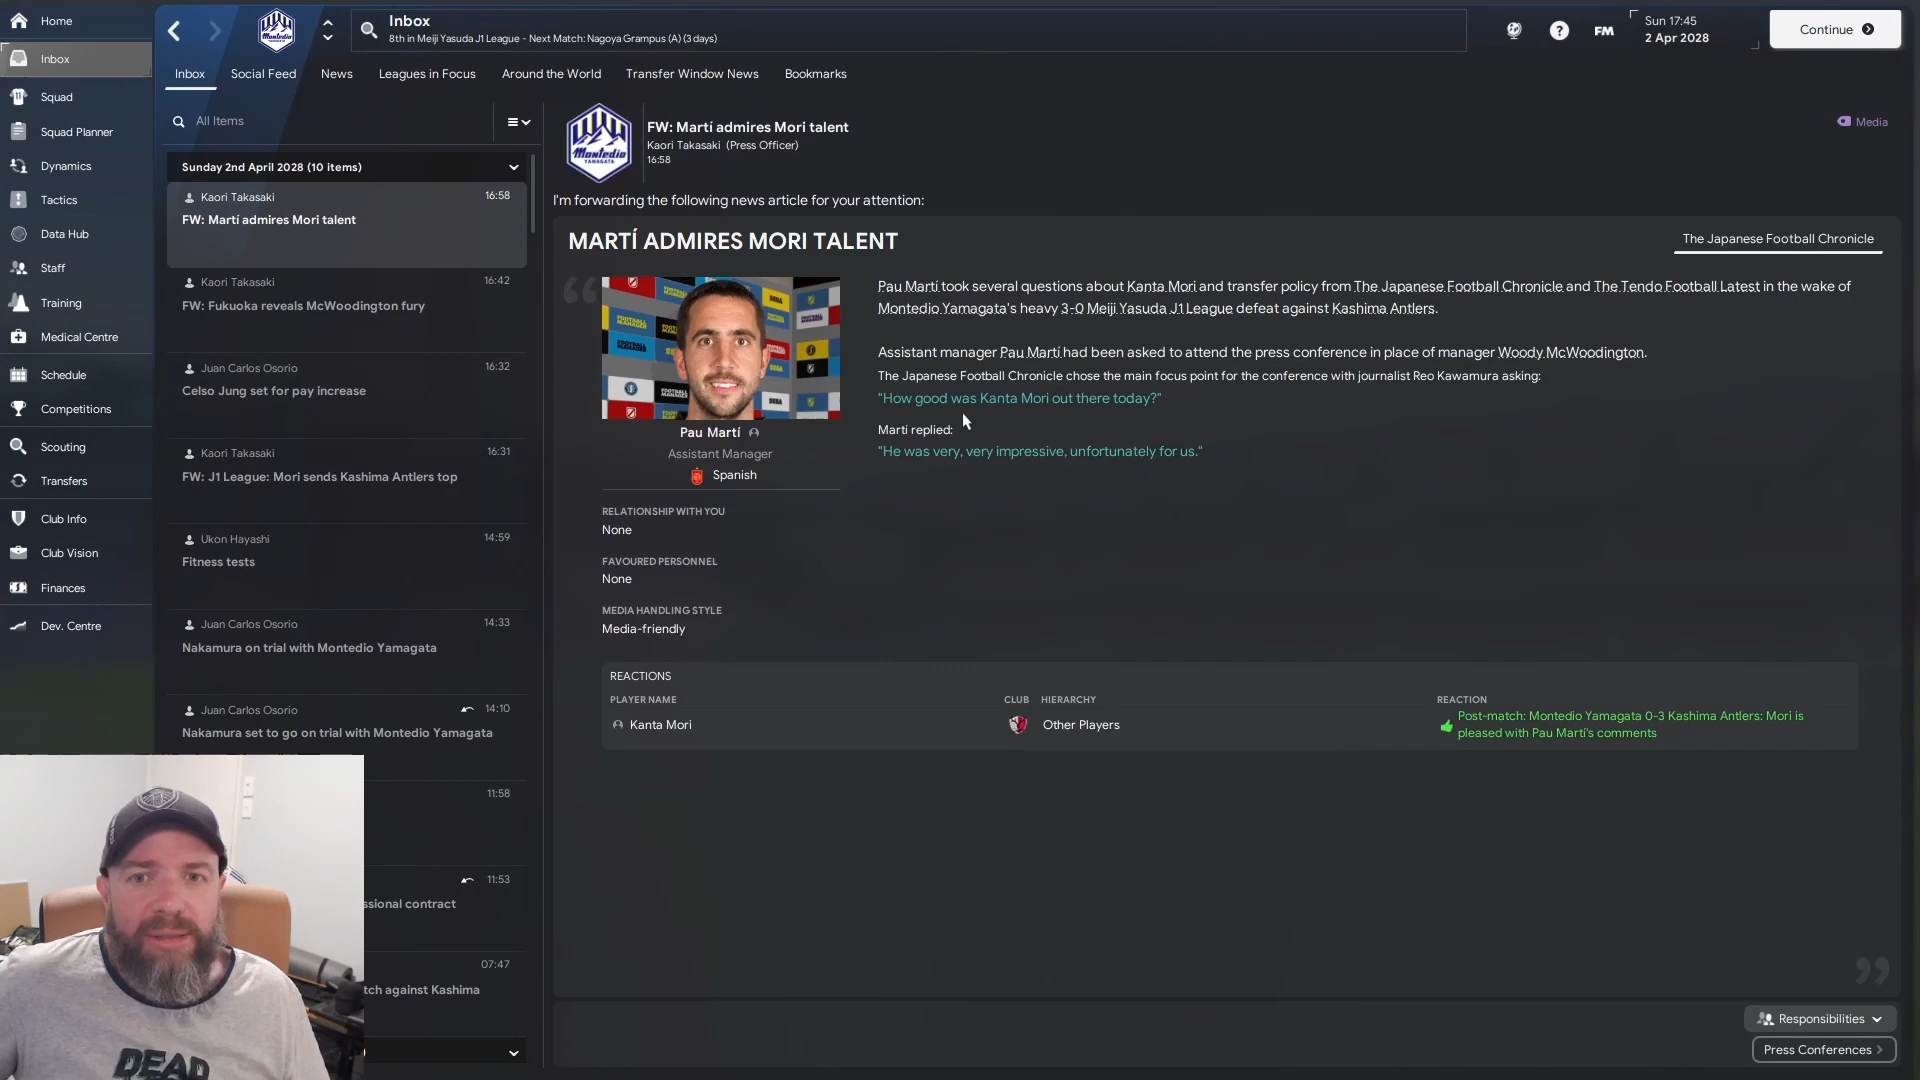 Home
Inbox
Squad
Squad Planner
Dynamics
Tactics
Data Hub
Staff
Training
Medical Centre
Schedule
Competitions
Scouting
Transfers
Club Info
Club Vision
Finances
Dev. Centre
Inbox
8th in Meiji Yasuda J1 League - Next Match: Nagoya Grampus (A) (3 days)
FM
Sun 17:45
2 Apr 2028
Continue
Inbox
Social Feed
News
Leagues in Focus
Around the World
Transfer Window News
Bookmarks
All Items
Sunday 2nd April 2028 (10 items)
Kaori Takasaki 16:58
FW: Martí admires Mori talent
Kaori Takasaki 16:42
FW: Fukuoka reveals McWoodington fury
Juan Carlos Osorio 16:32
Celso Jung set for pay increase
Kaori Takasaki 16:31
FW: J1 League: Mori sends Kashima Antlers top
Ukon Hayashi 14:59
Fitness tests
Juan Carlos Osorio 14:33
Nakamura on trial with Montedio Yamagata
Juan Carlos Osorio 14:10
Nakamura set to go on trial with Montedio Yamagata
11:58
11:53
ssional contract
07:47
tch against Kashima
DEAD
Montedio
YAMAGATA
FW: Martí admires Mori talent
Kaori Takasaki (Press Officer)
16:58
Media
I'm forwarding the following news article for your attention:
MARTÍ ADMIRES MORI TALENT
The Japanese Football Chronicle
Pau Martí
Assistant Manager
Spanish
RELATIONSHIP WITH YOU
None
FAVOURED PERSONNEL
None
MEDIA HANDLING STYLE
Media-friendly
Pau Martí took several questions about Kanta Mori and transfer policy from The Japanese Football Chronicle and The Tendo Football Latest in the wake of
Montedio Yamagata's heavy 3-0 Meiji Yasuda J1 League defeat against Kashima Antlers.
Assistant manager Pau Martí had been asked to attend the press conference in place of manager Woody McWoodington.
The Japanese Football Chronicle chose the main focus point for the conference with journalist Reo Kawamura asking:
"How good was Kanta Mori out there today?"
Martí replied:
"He was very, very impressive, unfortunately for us."
REACTIONS
PLAYER NAME CLUB HIERARCHY REACTION
Kanta Mori Other Players Post-match: Montedio Yamagata 0-3 Kashima Antlers: Mori is
pleased with Pau Martí's comments
Responsibilities
Press Conferences